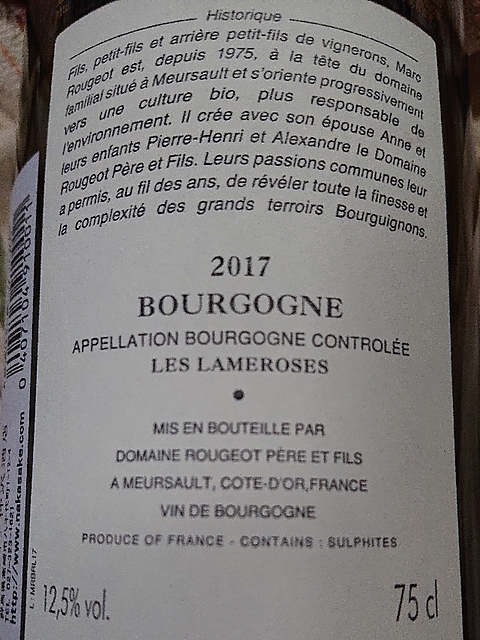 Historique
Fils, petit-fils et arrière petit-fils de vignerons, Marc
Rougeot est, depuis 1975, à la tête du domaine
familial situé à Meursault et s'oriente progressivement
vers une culture bio, plus responsable de
l'environnement. Il crée avec son épouse Anne et
leurs enfants Pierre-Henri et Alexandre le Domaine
Rougeot Père et Fils. Leurs passions communes leur
a permis, au fil des ans, de révéler toute la finesse et
la complexité des grands terroirs Bourguignons.
2017
BOURGOGNE
APPELLATION BOURGOGNE CONTROLÉE
LES LAMEROSES
MIS EN BOUTEILLE PAR
DOMAINE ROUGEOT PÈRE ET FILS
A MEURSAULT, COTE-D'OR,FRANCE
VIN DE BOURGOGNE
PRODUCE OF FRANCE - CONTAINS : SULPHITES
12,5% vol.
75 cl
L: MRBRL17
http://www.nakasake.com